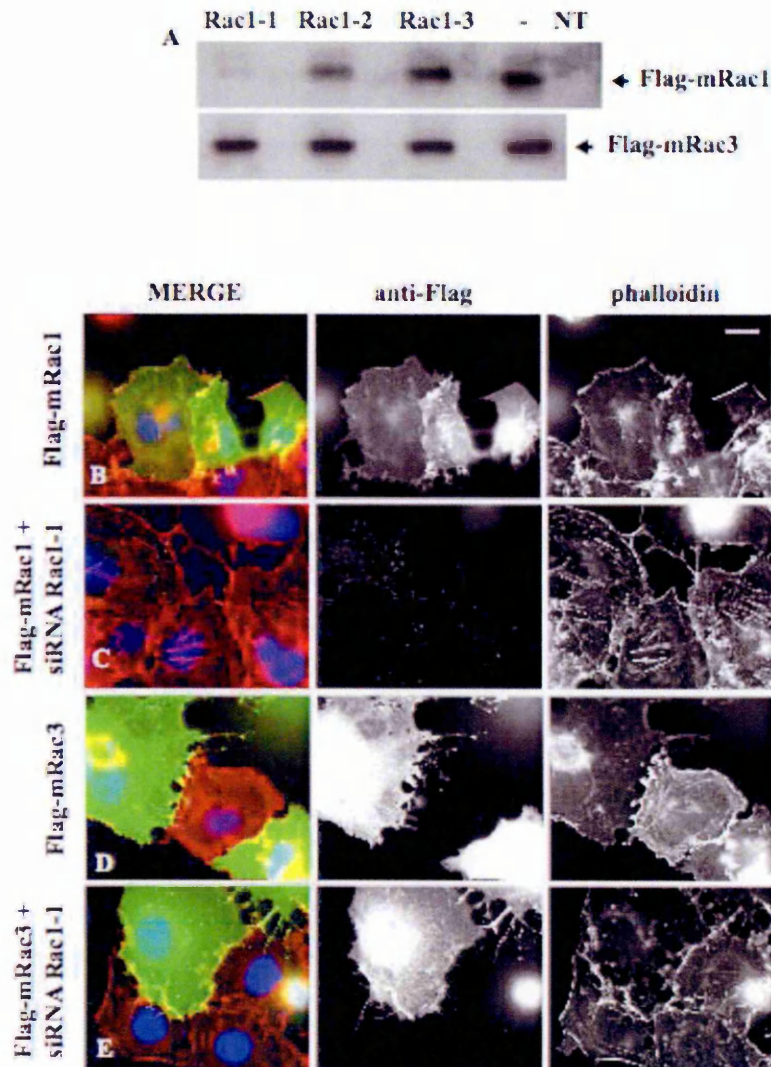 A
Rac1-1 Rac1-2 Rac1-3 - NT
Flag-mRac1
Flag-mRac3
MERGE anti-Flag phalloidin
Flag-mRac1
B
Flag-mRac1 +
siRNA Rac1-1
C
Flag-mRac3
D
Flag-mRac3 +
siRNA Rac1-1
E